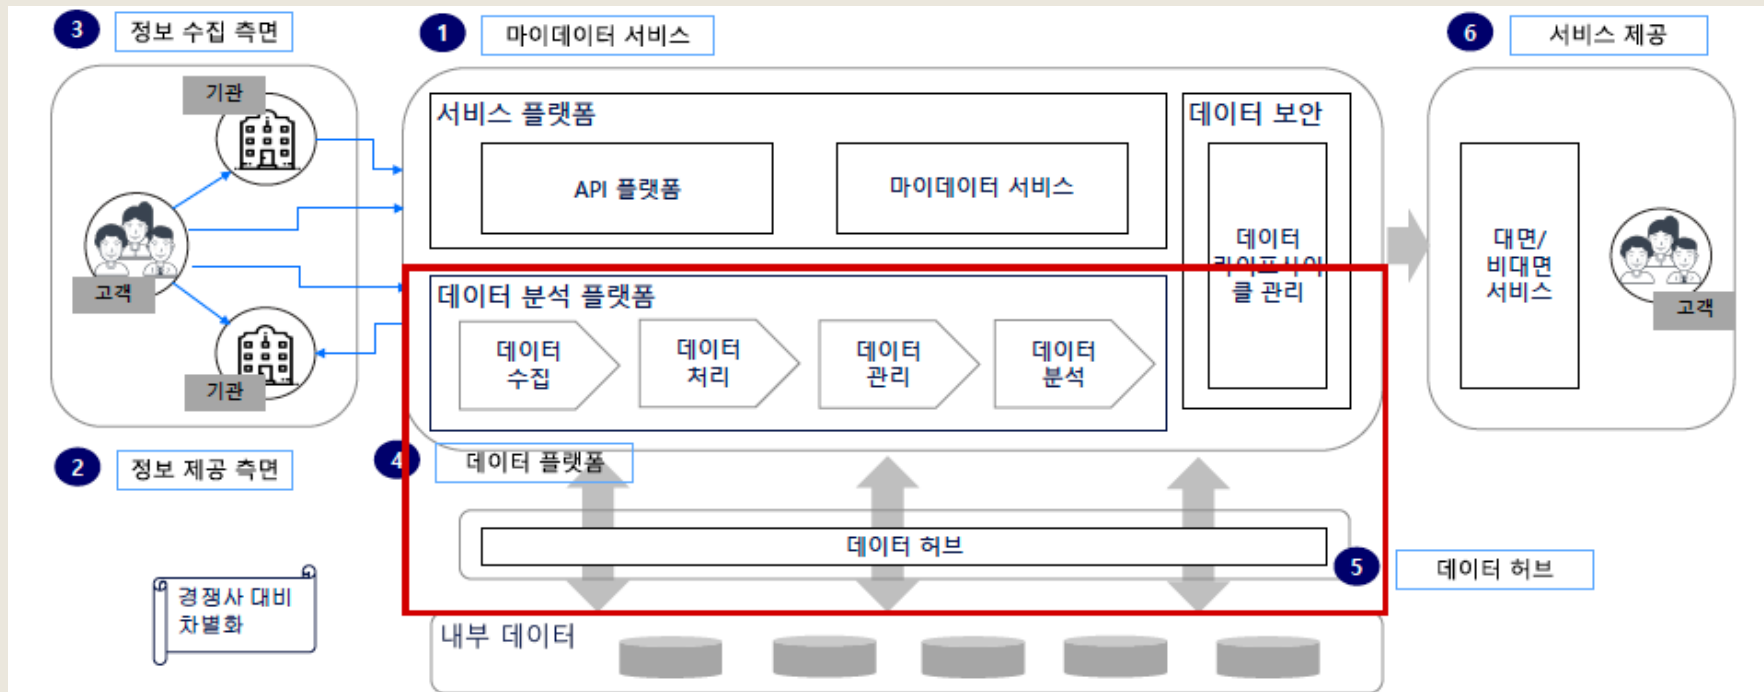 3
정보 수집 측면
1
마이데이터 서비스
6
서비스 제공
기관
고객
기관
서비스 플랫폼
API 플랫폼
마이데이터 서비스
데이터 보안
데이터
라이프사이
클 관리
대면/
비대면
서비스
고객
데이터 분석 플랫폼
데이터
수집
데이터
처리
데이터
관리
데이터
분석
2
정보 제공 측면
4
데이터 플랫폼
데이터 허브
5
데이터 허브
경쟁사 대비
차별화
내부 데이터